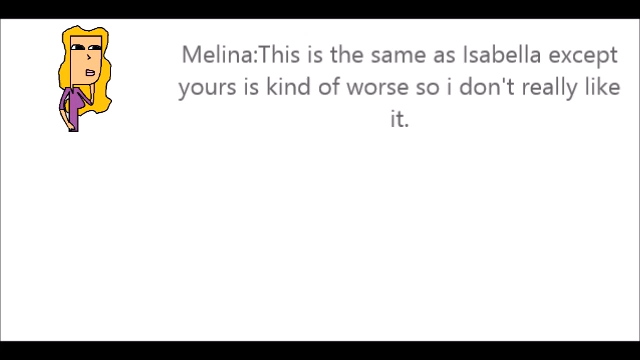 Melina:This is the same as Isabella except
yours is kind of worse so i don't really like
it.